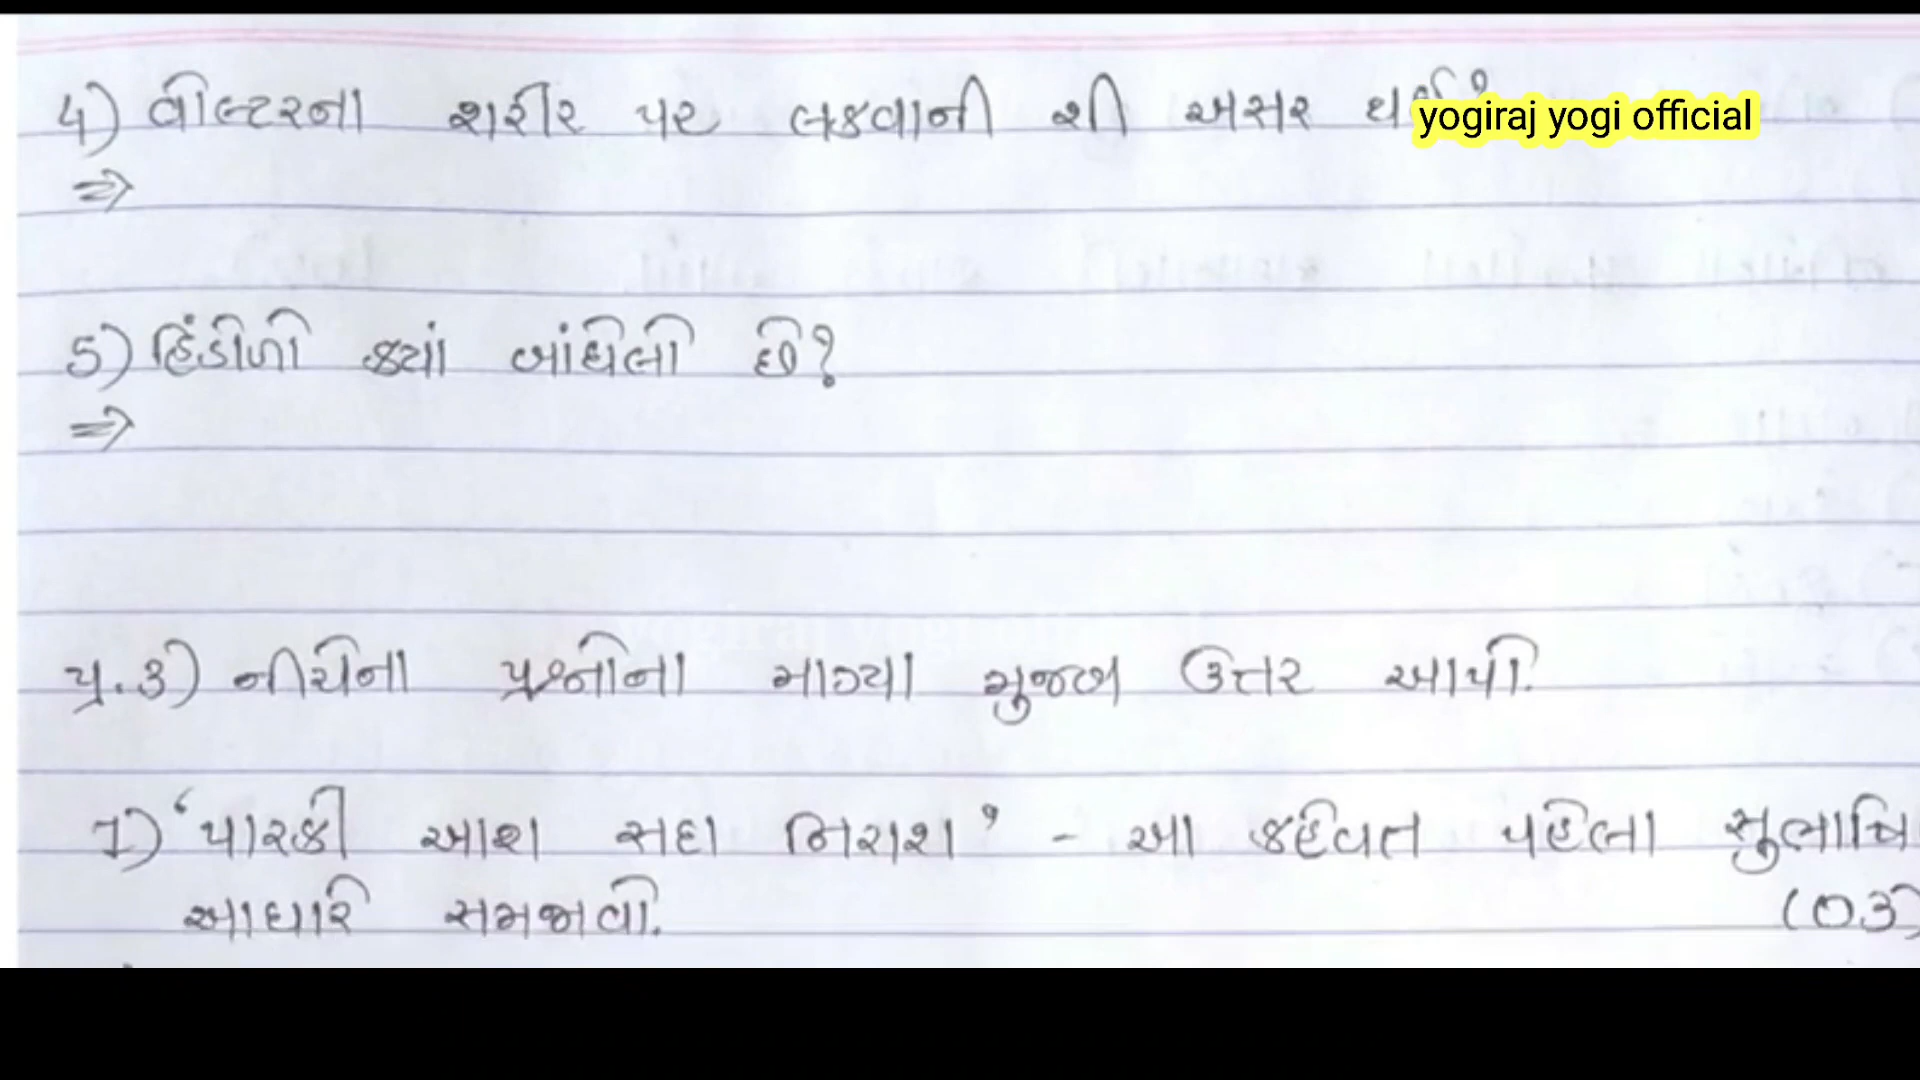 4) વોલ્ટરના શરીર પર લકવાની શી અસર થઈ?
yogiraj yogi official
⇒
5) હિંડોળો ક્યાં બાંધેલો છે?
⇒
પ્ર.૩) નીચેના પ્રશ્નોના માગ્યા મુજબ ઉત્તર આપો.
1) ‘પારકી આશ સદા નિરાશ’ - આ કહેવત પહેલા
આધારે સમજાવો. (03)